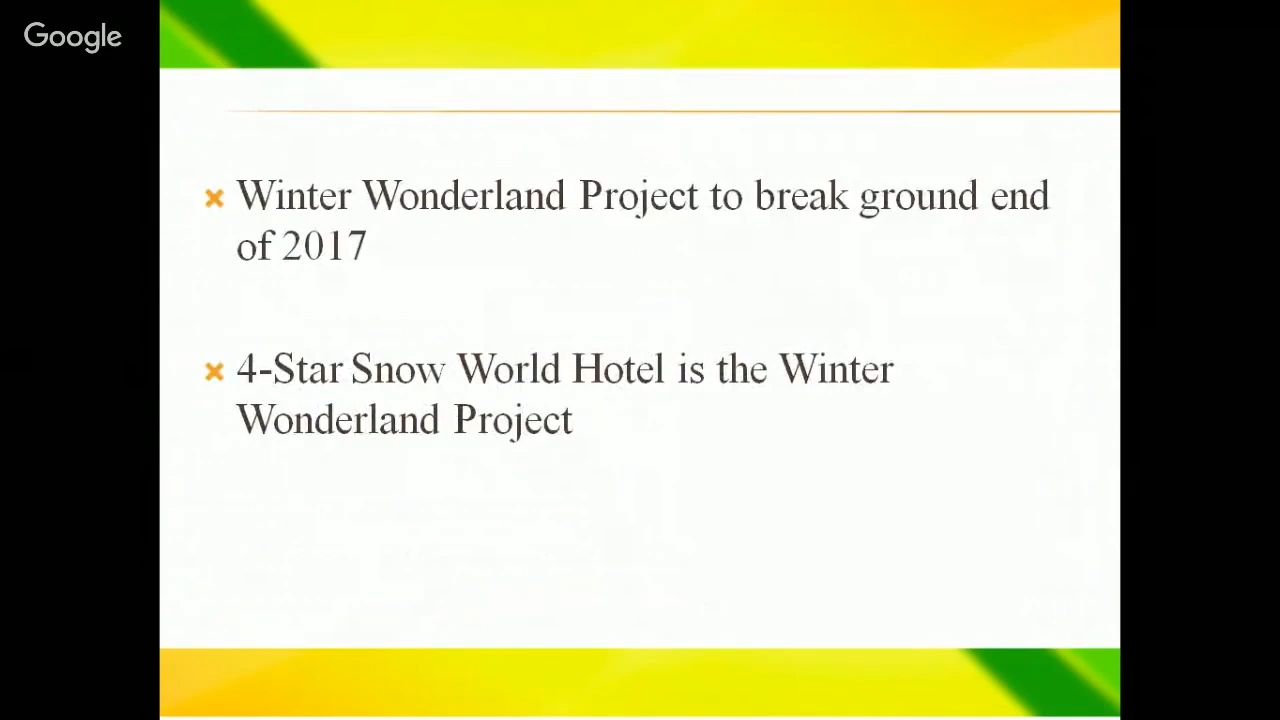 Google
Winter Wonderland Project to break ground end
of 2017
4-Star Snow World Hotel is the Winter
Wonderland Project